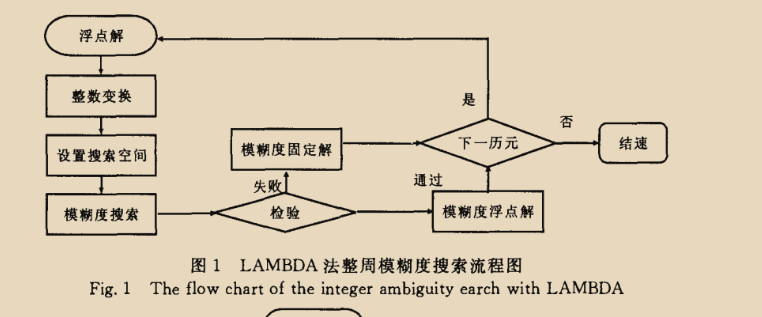 浮点解
整数变换
设置搜索空间
模糊度搜索
模糊度固定解
失败
检验
通过
模糊度浮点解
是
下一历元
否
结速
图 1 LAMBDA 法整周模糊度搜索流程图
Fig. 1 The flow chart of the integer ambiguity earch with LAMBDA